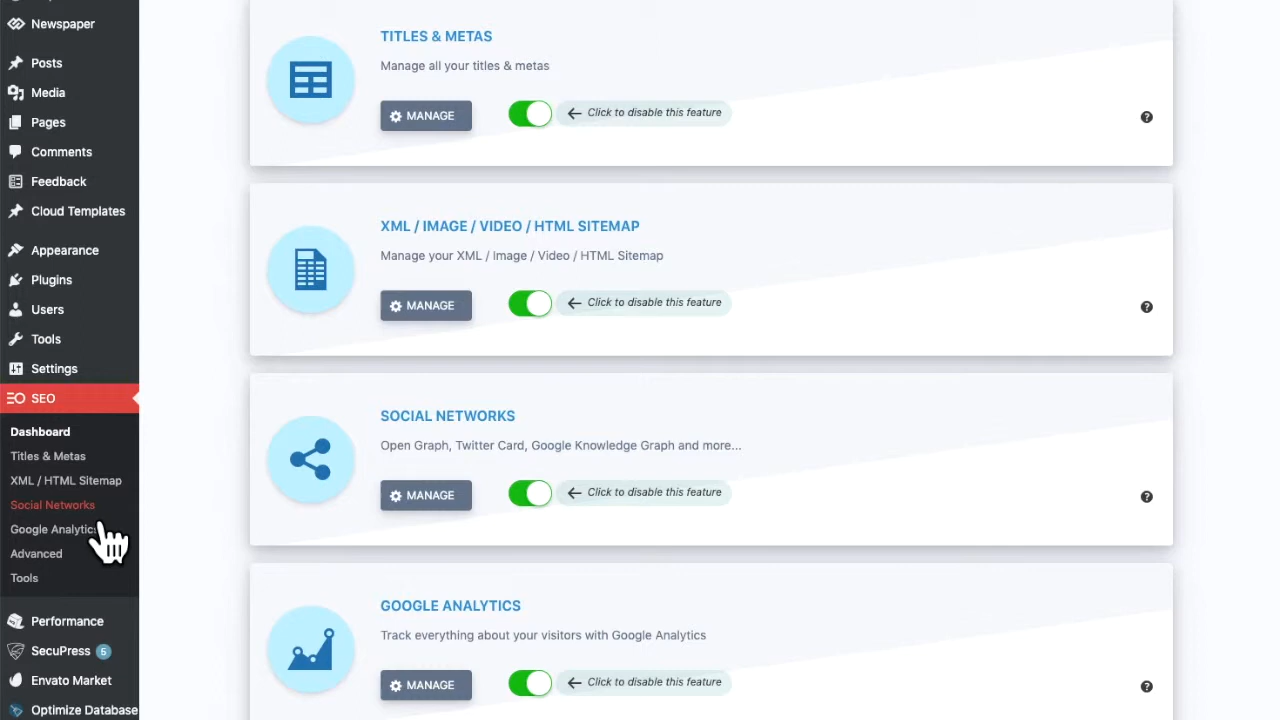 Newspaper
Posts
Media
Pages
Comments
Feedback
Cloud Templates
Appearance
Plugins
Users
Tools
Settings
SEO
Dashboard
Titles & Metas
XML / HTML Sitemap
Social Networks
Google Analytics
Advanced
Tools
Performance
SecuPress 5
Envato Market
Optimize Database
TITLES & METAS
Manage all your titles & metas
MANAGE
Click to disable this feature
?
XML / IMAGE / VIDEO / HTML SITEMAP
Manage your XML / Image / Video / HTML Sitemap
MANAGE
Click to disable this feature
?
SOCIAL NETWORKS
Open Graph, Twitter Card, Google Knowledge Graph and more...
MANAGE
Click to disable this feature
?
GOOGLE ANALYTICS
Track everything about your visitors with Google Analytics
MANAGE
Click to disable this feature
?